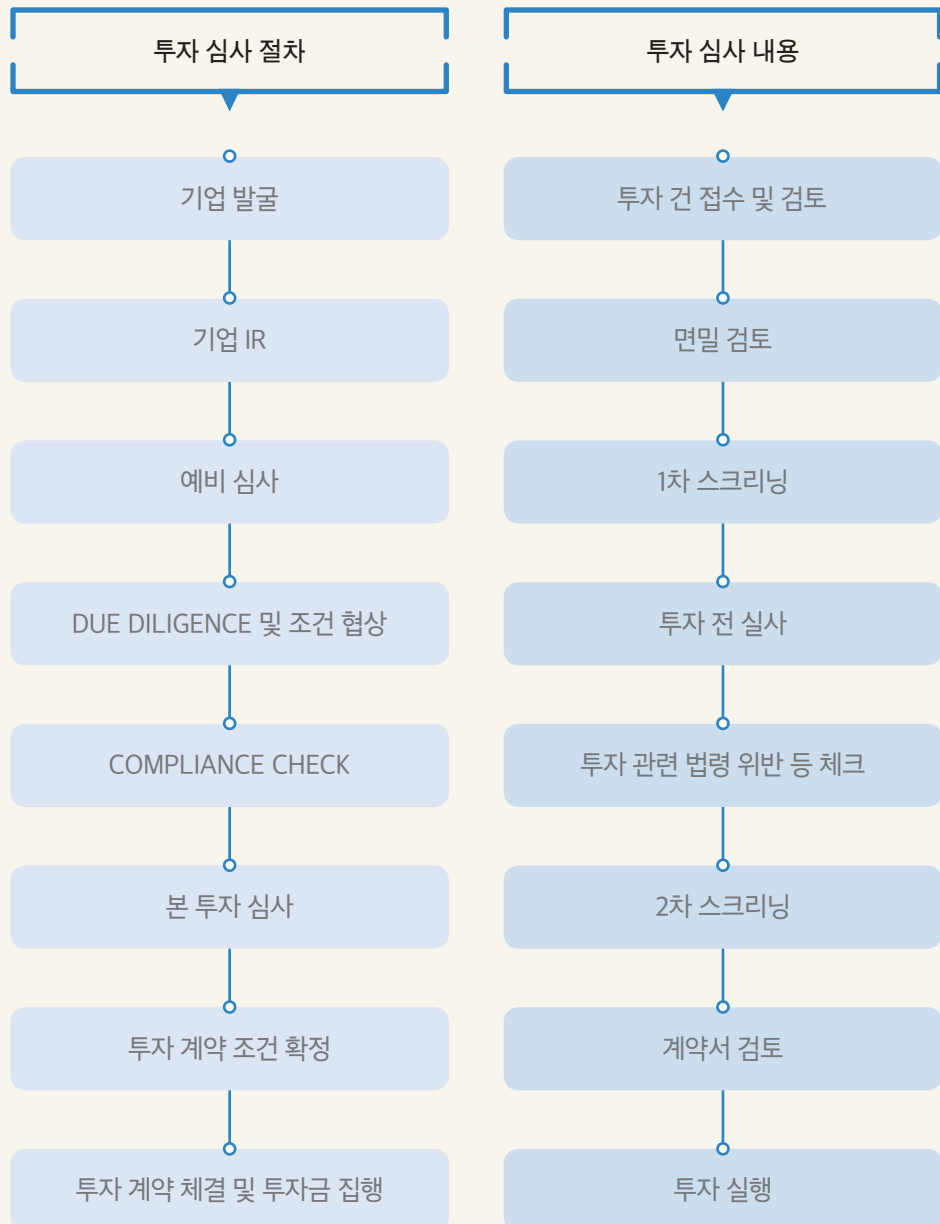 투자 심사 절차
기업 발굴
기업 IR
예비 심사
DUE DILIGENCE 및 조건 협상
COMPLIANCE CHECK
본 투자 심사
투자 계약 조건 확정
투자 계약 체결 및 투자금 집행
투자 심사 내용
투자 건 접수 및 검토
면밀 검토
1차 스크리닝
투자 전 실사
투자 관련 법령 위반 등 체크
2차 스크리닝
계약서 검토
투자 실행